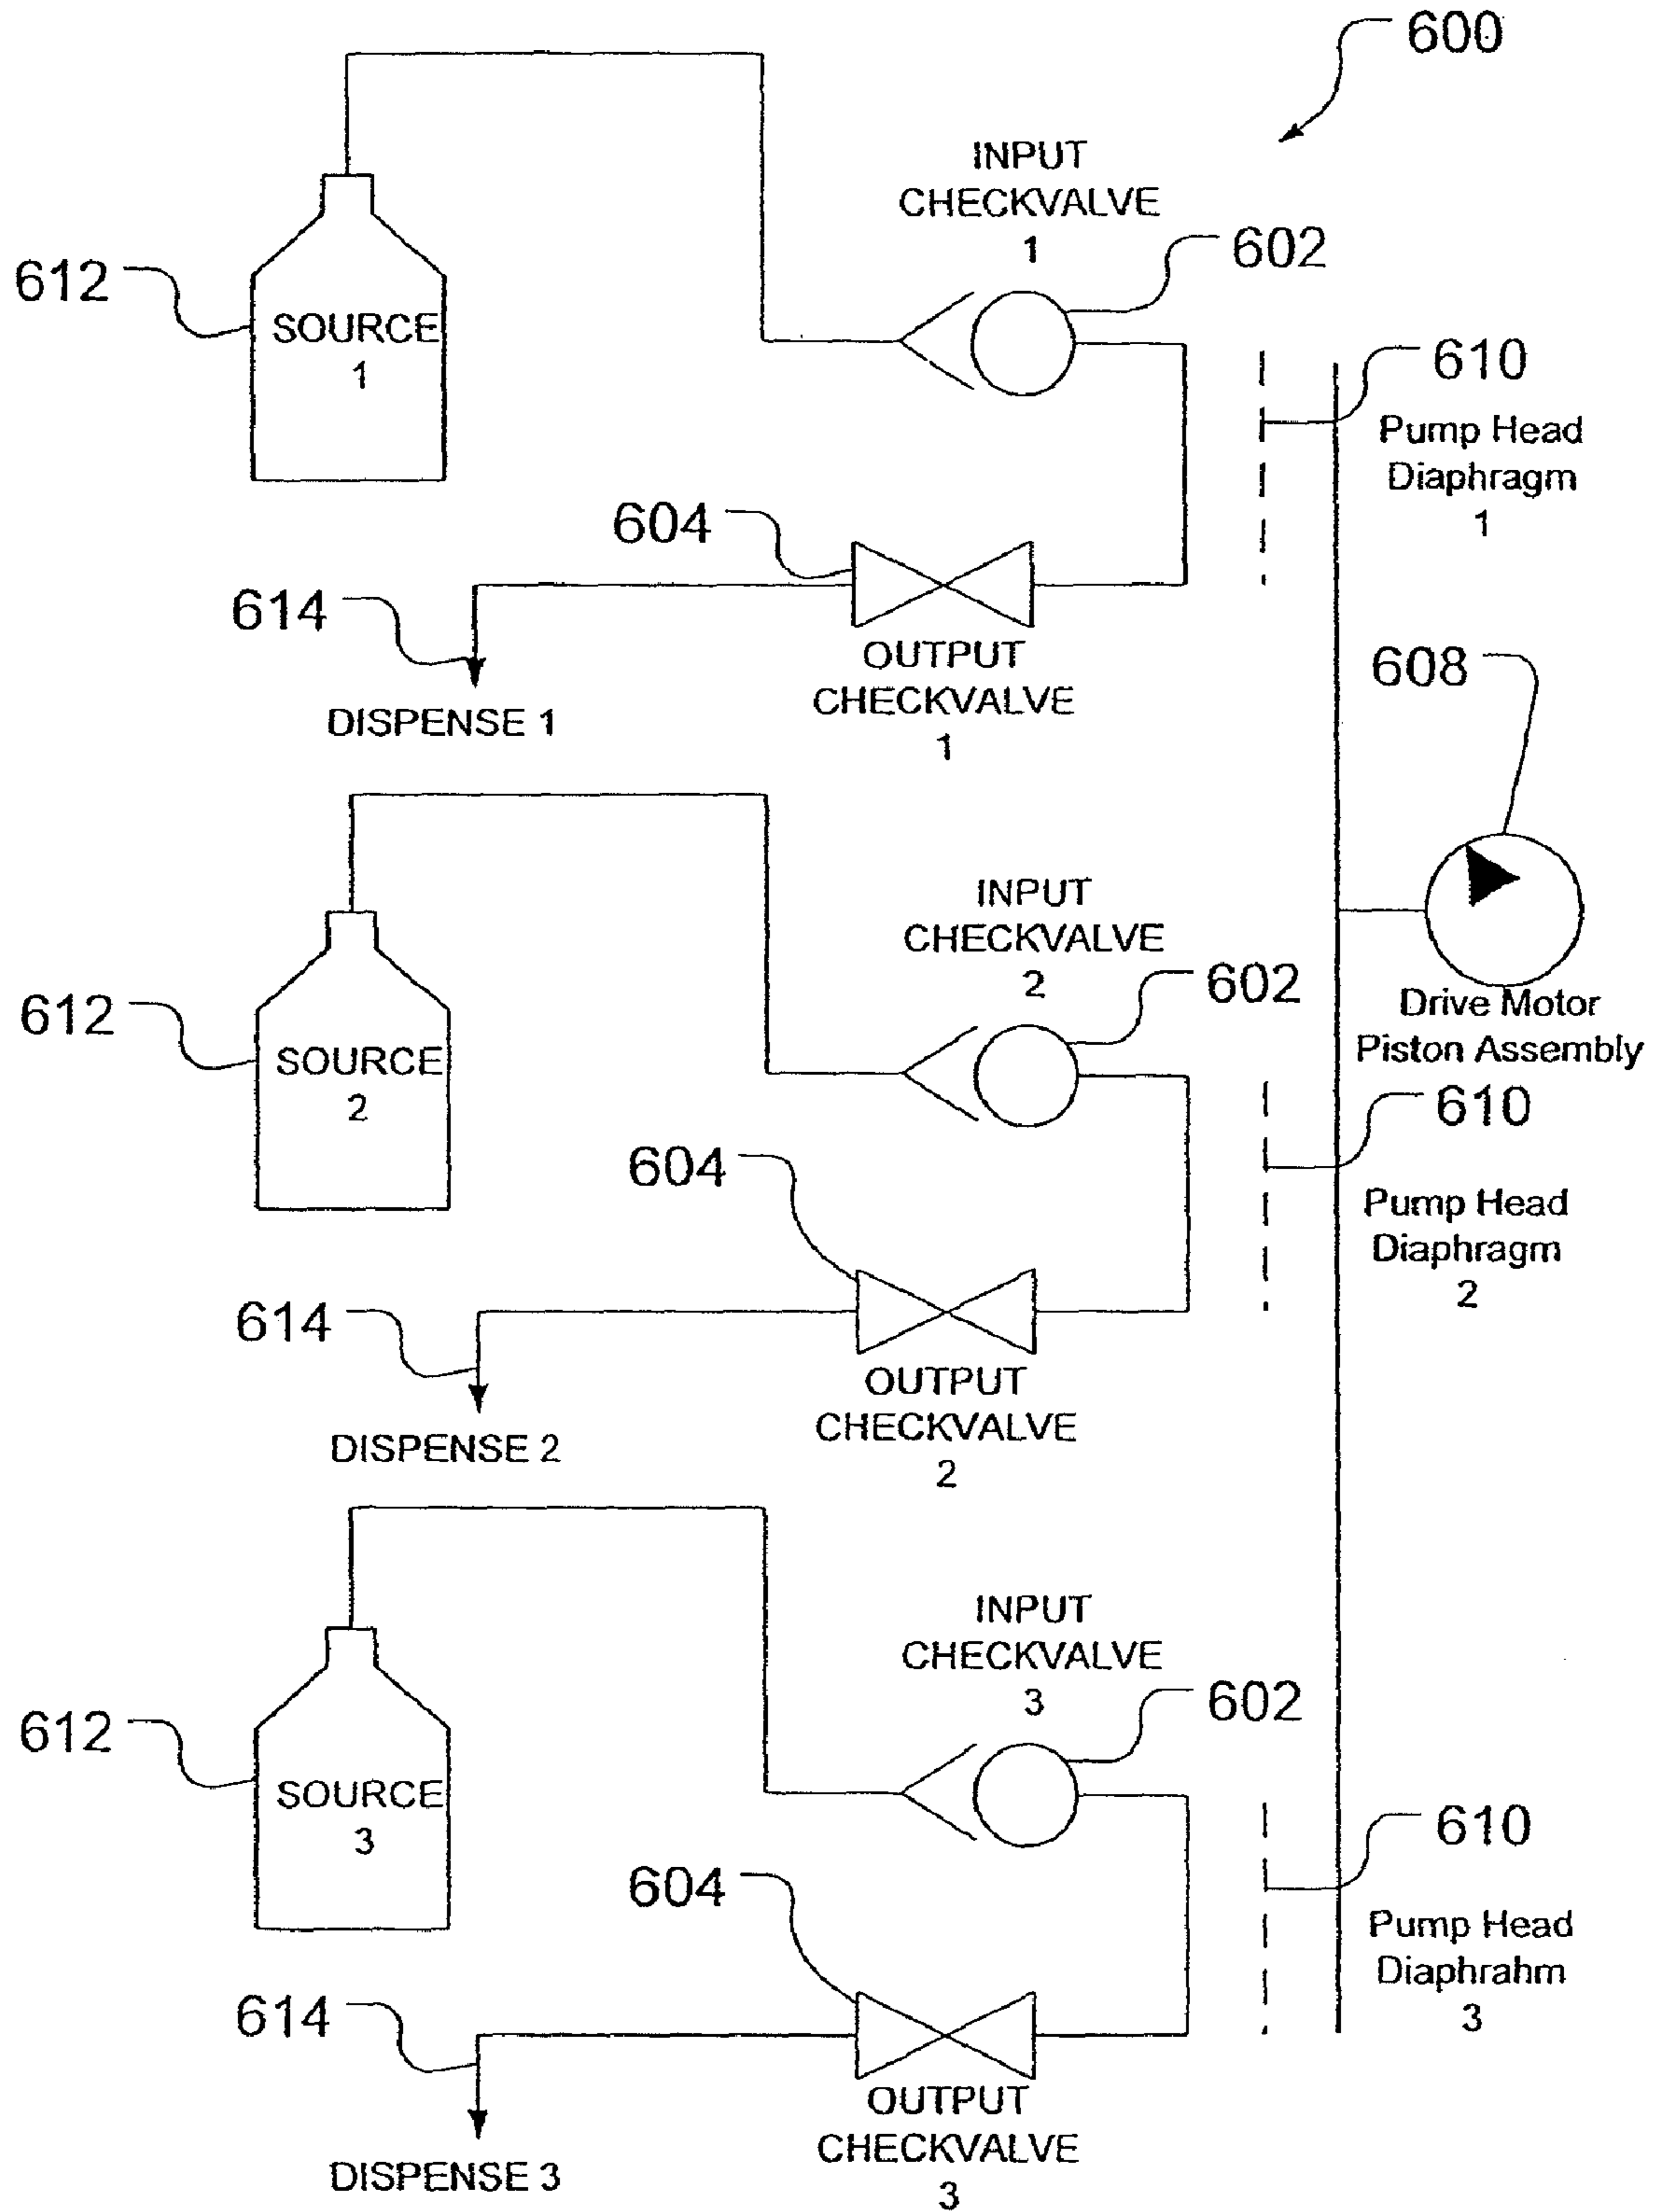 600
INPUT
CHECKVALVE
1
602
612
SOURCE
1
610
Pump Head
Diaphragm
1
604
614
OUTPUT
CHECKVALVE
1
DISPENSE 1
608
Drive Motor
Piston Assembly
INPUT
CHECKVALVE
2
602
612
SOURCE
2
610
Pump Head
Diaphragm
2
604
614
OUTPUT
CHECKVALVE
2
DISPENSE 2
INPUT
CHECKVALVE
3
602
612
SOURCE
3
610
Pump Head
Diaphrahm
3
604
614
OUTPUT
CHECKVALVE
3
DISPENSE 3